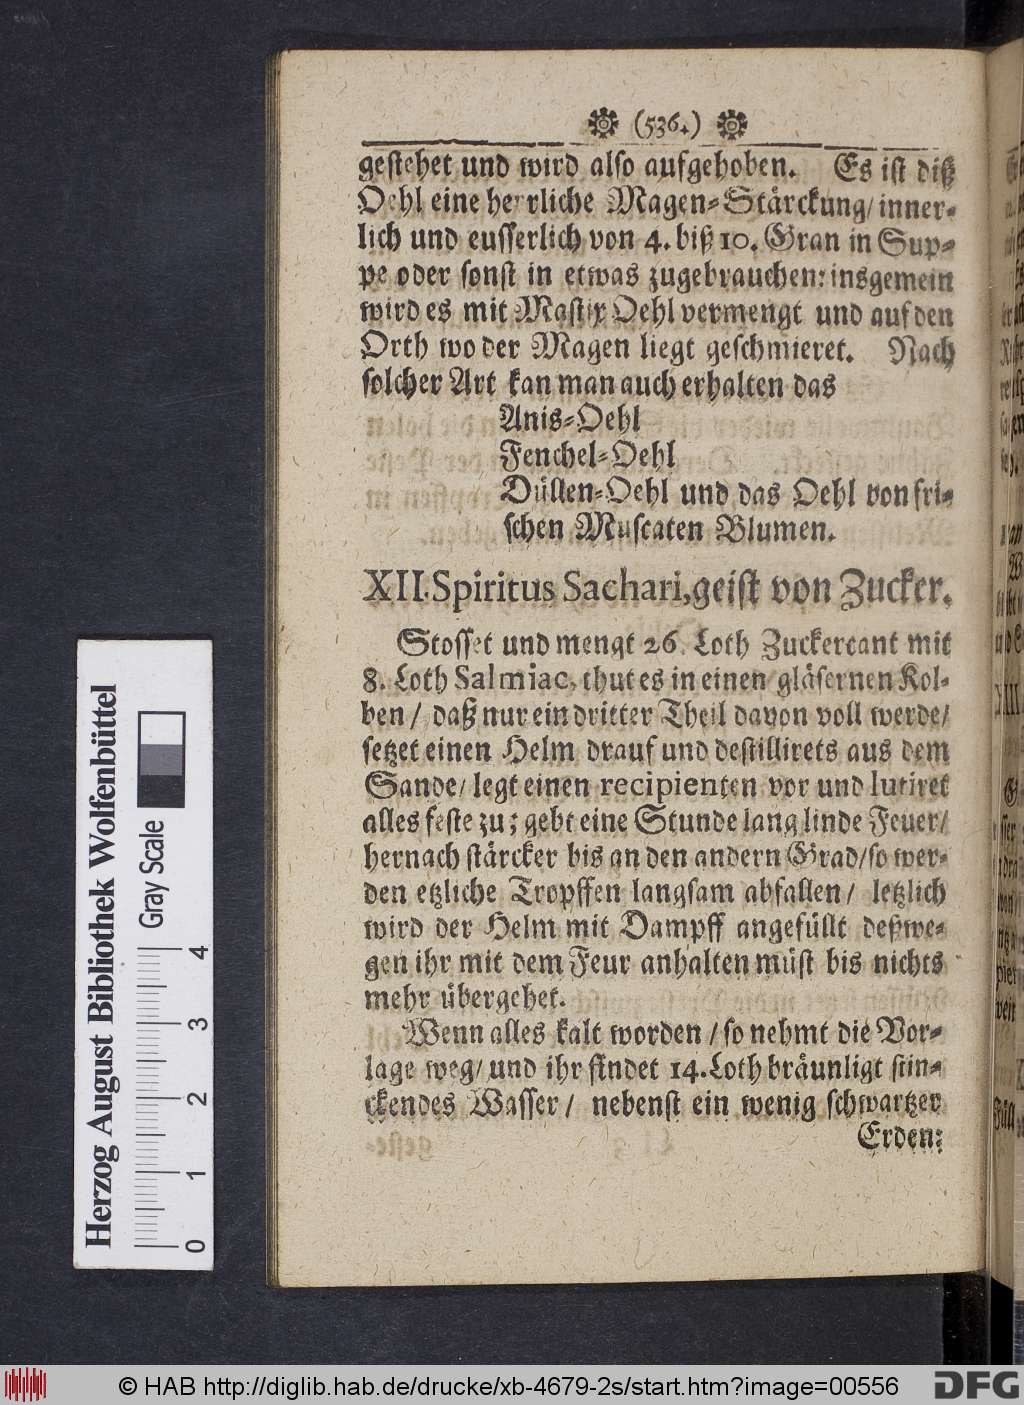 (536.)
gestehet und wird also aufgehoben. Es ist diß
Oehl eine herrliche Magen-Stärckung/ inner-
lich und eusserlich von 4. biß 10. Gran in Sup-
pe oder sonst in etwas zugebrauchen: insgemein
wird es mit Mastix Oehl vermengt und auf den
Orth wo der Magen liegt geschmieret. Nach
solcher Art kan man auch erhalten das
Anis-Oehl
Fenchel-Oehl
Düllen-Oehl und das Oehl von fri-
schen Muscaten Blumen.
XII. Spiritus Sachari, geist von Zucker.
Stosset und mengt 26. Loth Zuckercant mit
8. Loth Salmiac, thut es in einen gläsernen Kol-
ben / daß nur ein dritter Theil davon voll werde/
setzet einen Helm drauf und destillirets aus dem
Sande/ legt einen recipienten vor und lutiret
alles feste zu; gebt eine Stunde lang linde Feuer/
hernach stärcker bis an den andern Grad/so wer-
den etzliche Tropffen langsam abfallen/ letzlich
wird der Helm mit Dampff angefüllt deßwe-
gen ihr mit dem Feur anhalten müst bis nichts
mehr übergehet.
Wenn alles kalt worden / so nehmt die Vor-
lage weg/ und ihr findet 14. Loth bräunligt stin-
ckendes Wasser/ nebenst ein wenig schwartzer
Erden:
Herzog August Bibliothek Wolfenbüttel
Gray Scale
0 1 2 3 4
© HAB http://diglib.hab.de/drucke/xb-4679-2s/start.htm?image=00556
DFG